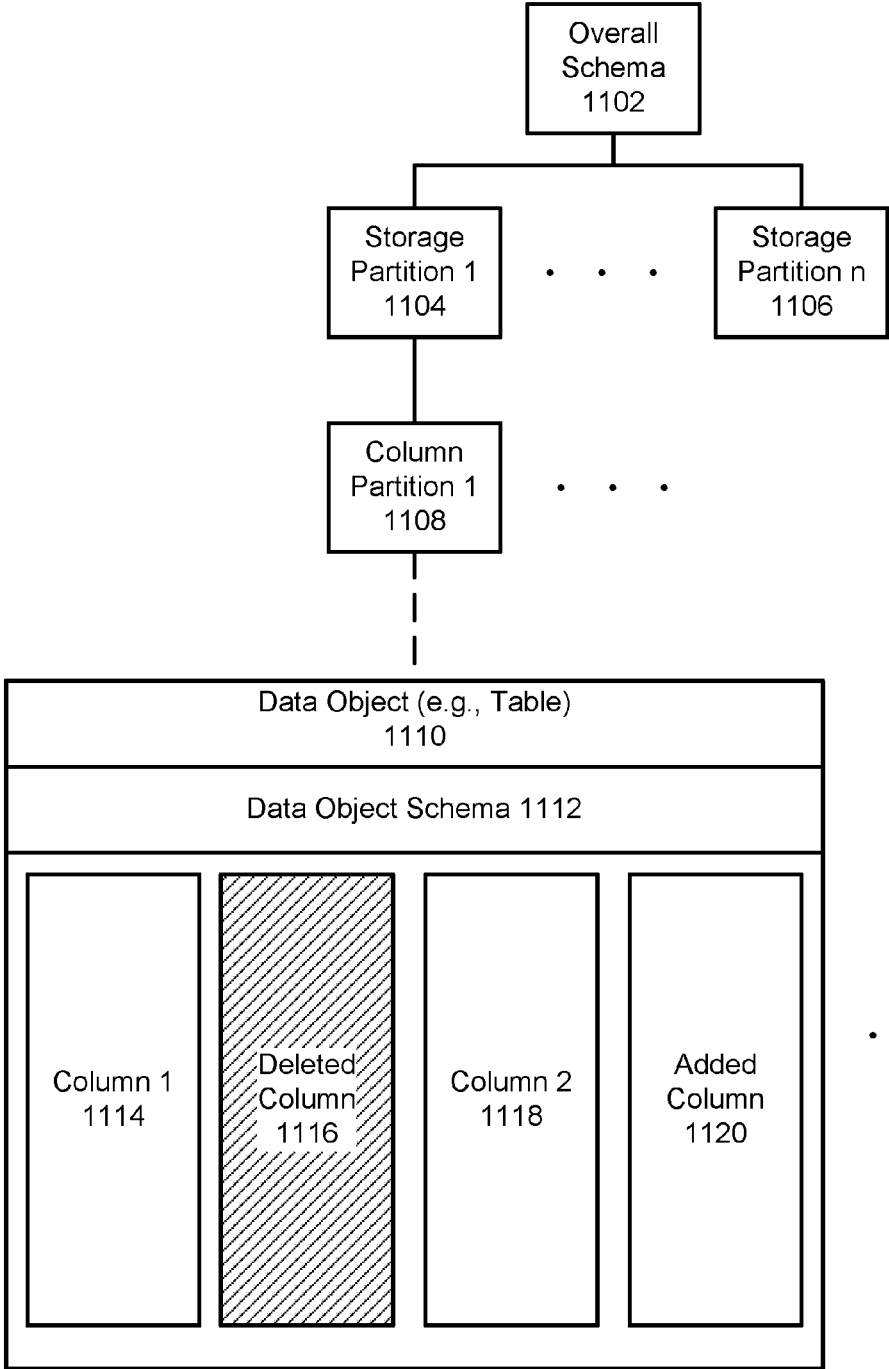 Overall
Schema
1102
Storage
Partition 1
1104
Storage
Partition n
1106
Column
Partition 1
1108
Data Object (e.g., Table)
1110
Data Object Schema 1112
Column 1
1114
Deleted
Column
1116
Column 2
1118
Added
Column
1120